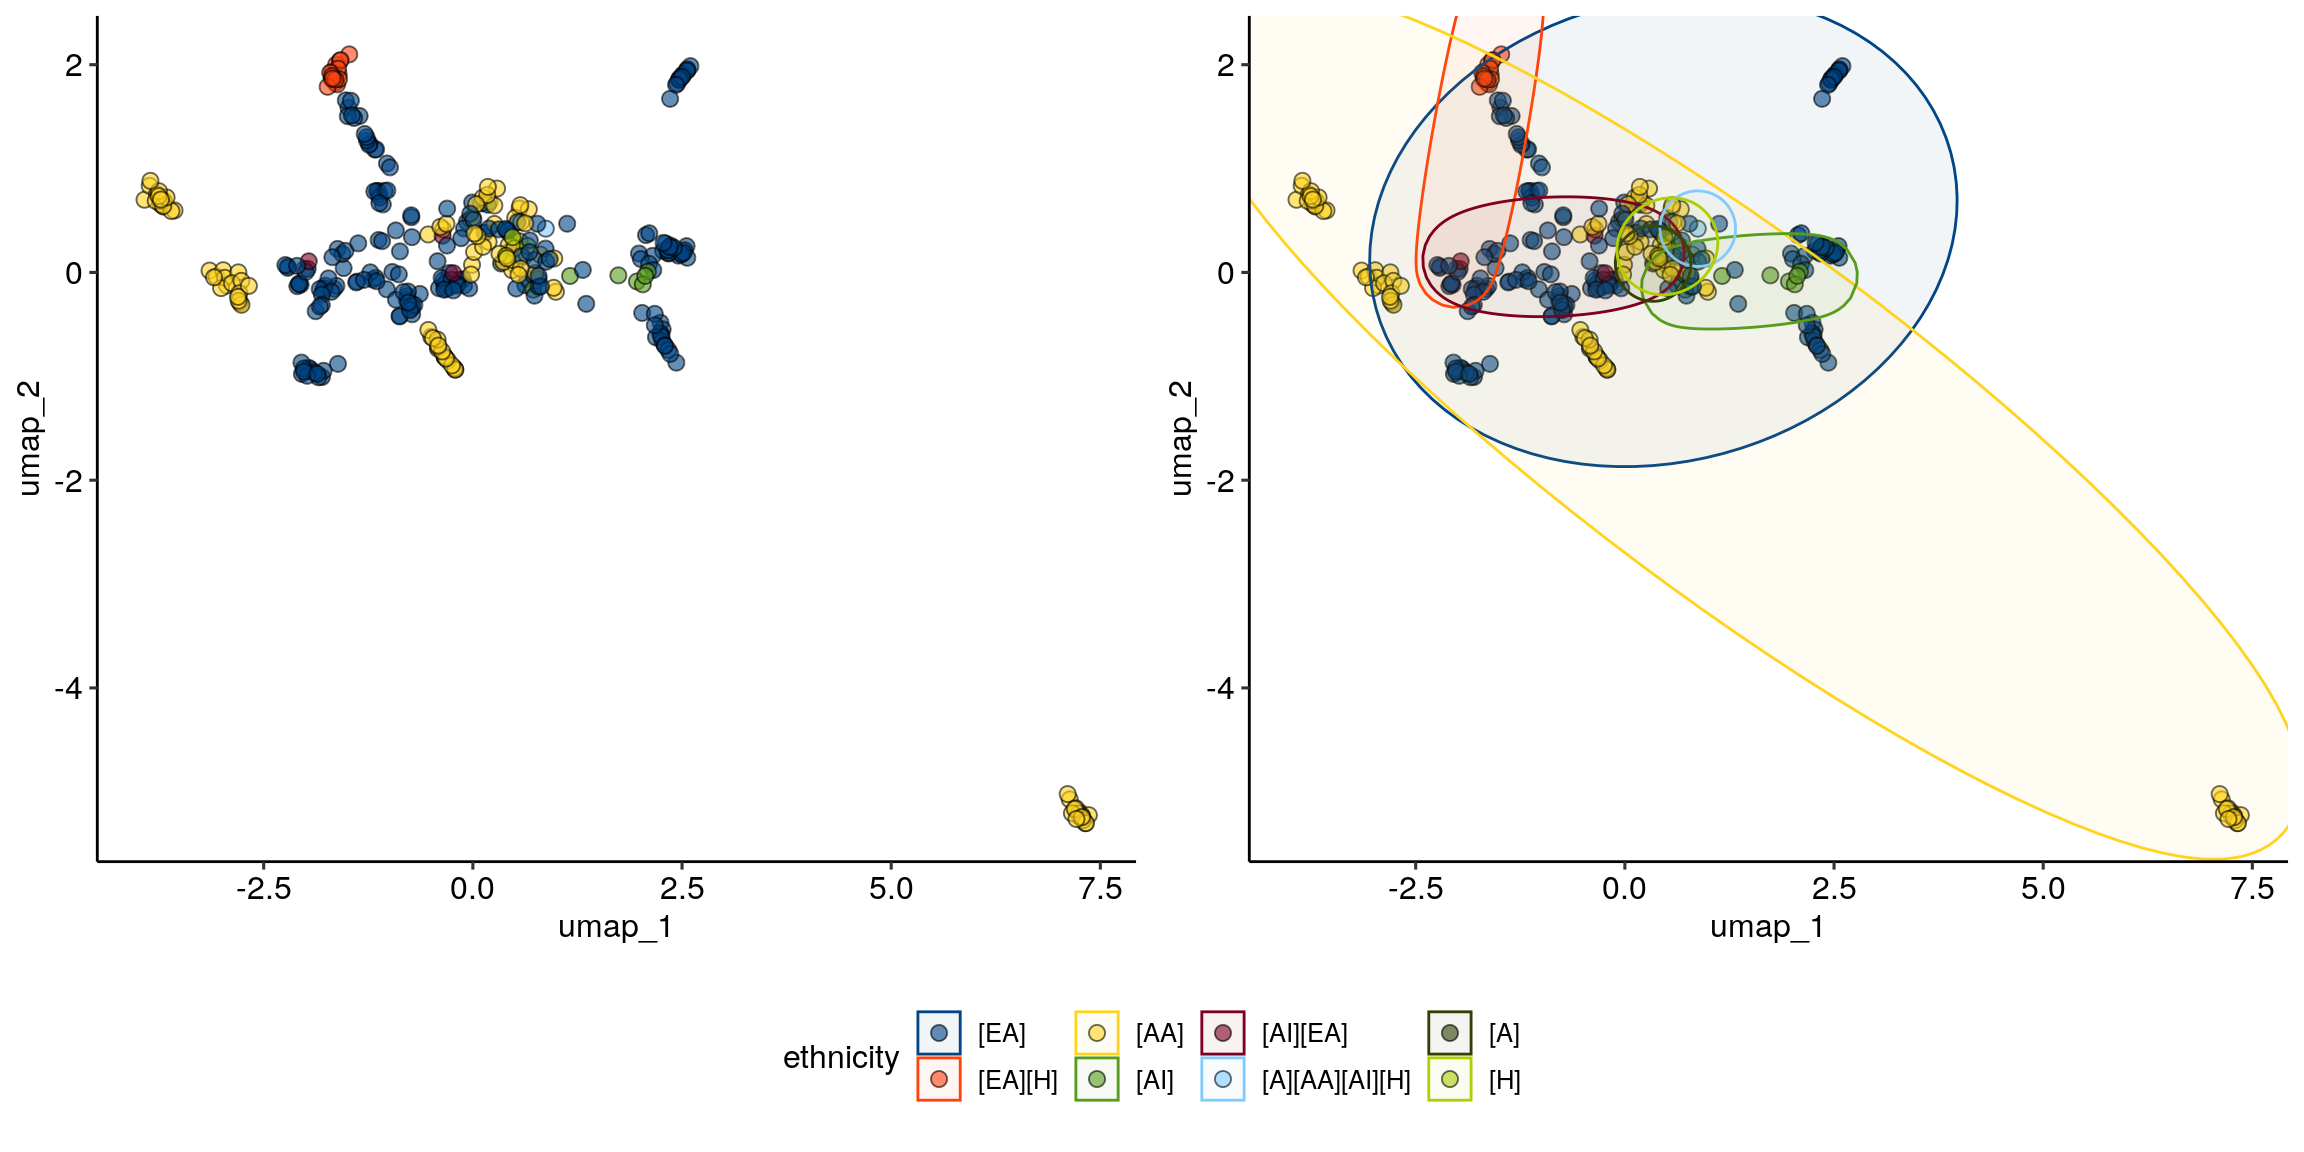 2
0
-2
-4
umap_2
-2.5 0.0 2.5 5.0 7.5
umap_1
2
0
-2
-4
umap_2
-2.5 0.0 2.5 5.0 7.5
umap_1
ethnicity
[EA] [AA] [AI][EA] [A]
[EA][H] [AI] [A][AA][AI][H] [H]